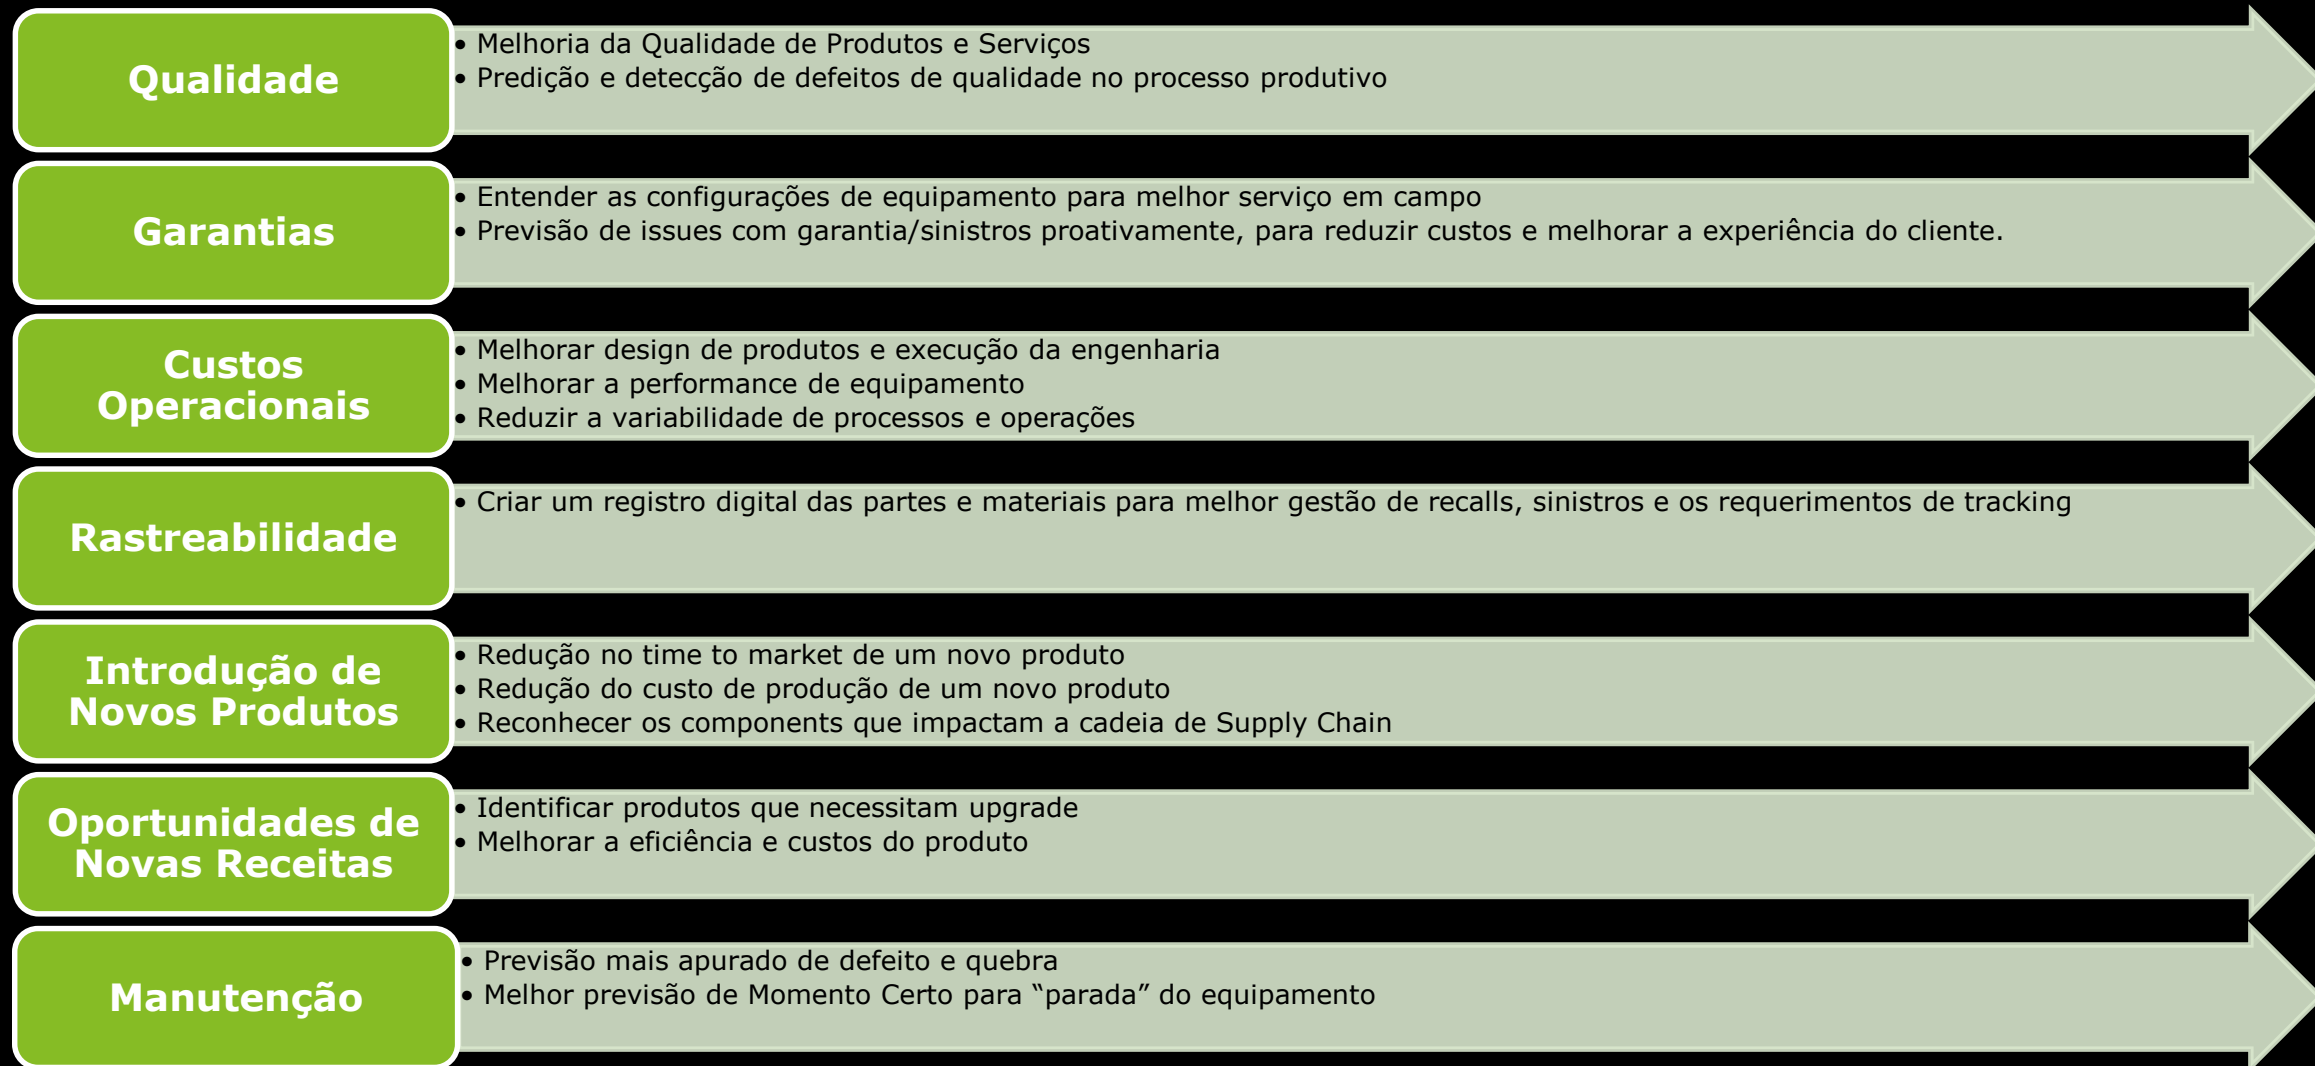 Qualidade
• Melhoria da Qualidade de Produtos e Serviços
• Predição e detecção de defeitos de qualidade no processo produtivo
Garantias
• Entender as configurações de equipamento para melhor serviço em campo
• Previsão de issues com garantia/sinistros proativamente, para reduzir custos e melhorar a experiência do cliente.
Custos
Operacionais
• Melhorar design de produtos e execução da engenharia
• Melhorar a performance de equipamento
• Reduzir a variabilidade de processos e operações
Rastreabilidade
• Criar um registro digital das partes e materiais para melhor gestão de recalls, sinistros e os requerimentos de tracking
Introdução de
Novos Produtos
• Redução no time to market de um novo produto
• Redução do custo de produção de um novo produto
• Reconhecer os components que impactam a cadeia de Supply Chain
Oportunidades de
Novas Receitas
• Identificar produtos que necessitam upgrade
• Melhorar a eficiência e custos do produto
Manutenção
• Previsão mais apurado de defeito e quebra
• Melhor previsão de Momento Certo para “parada” do equipamento